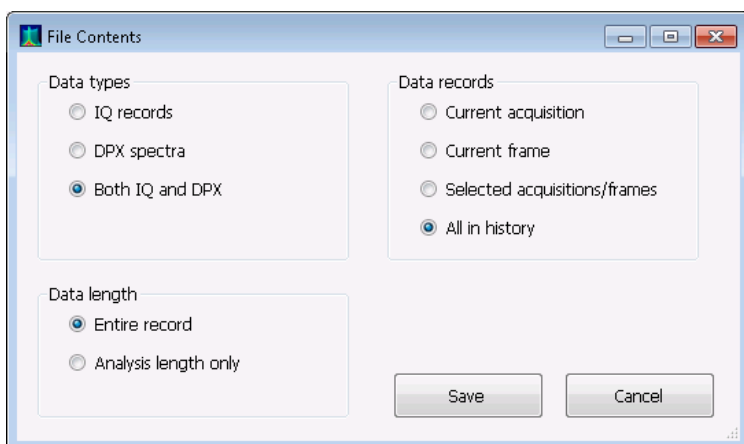 File Contents
Data types
IQ records
DPX spectra
Both IQ and DPX
Data records
Current acquisition
Current frame
Selected acquisitions/frames
All in history
Data length
Entire record
Analysis length only
Save
Cancel